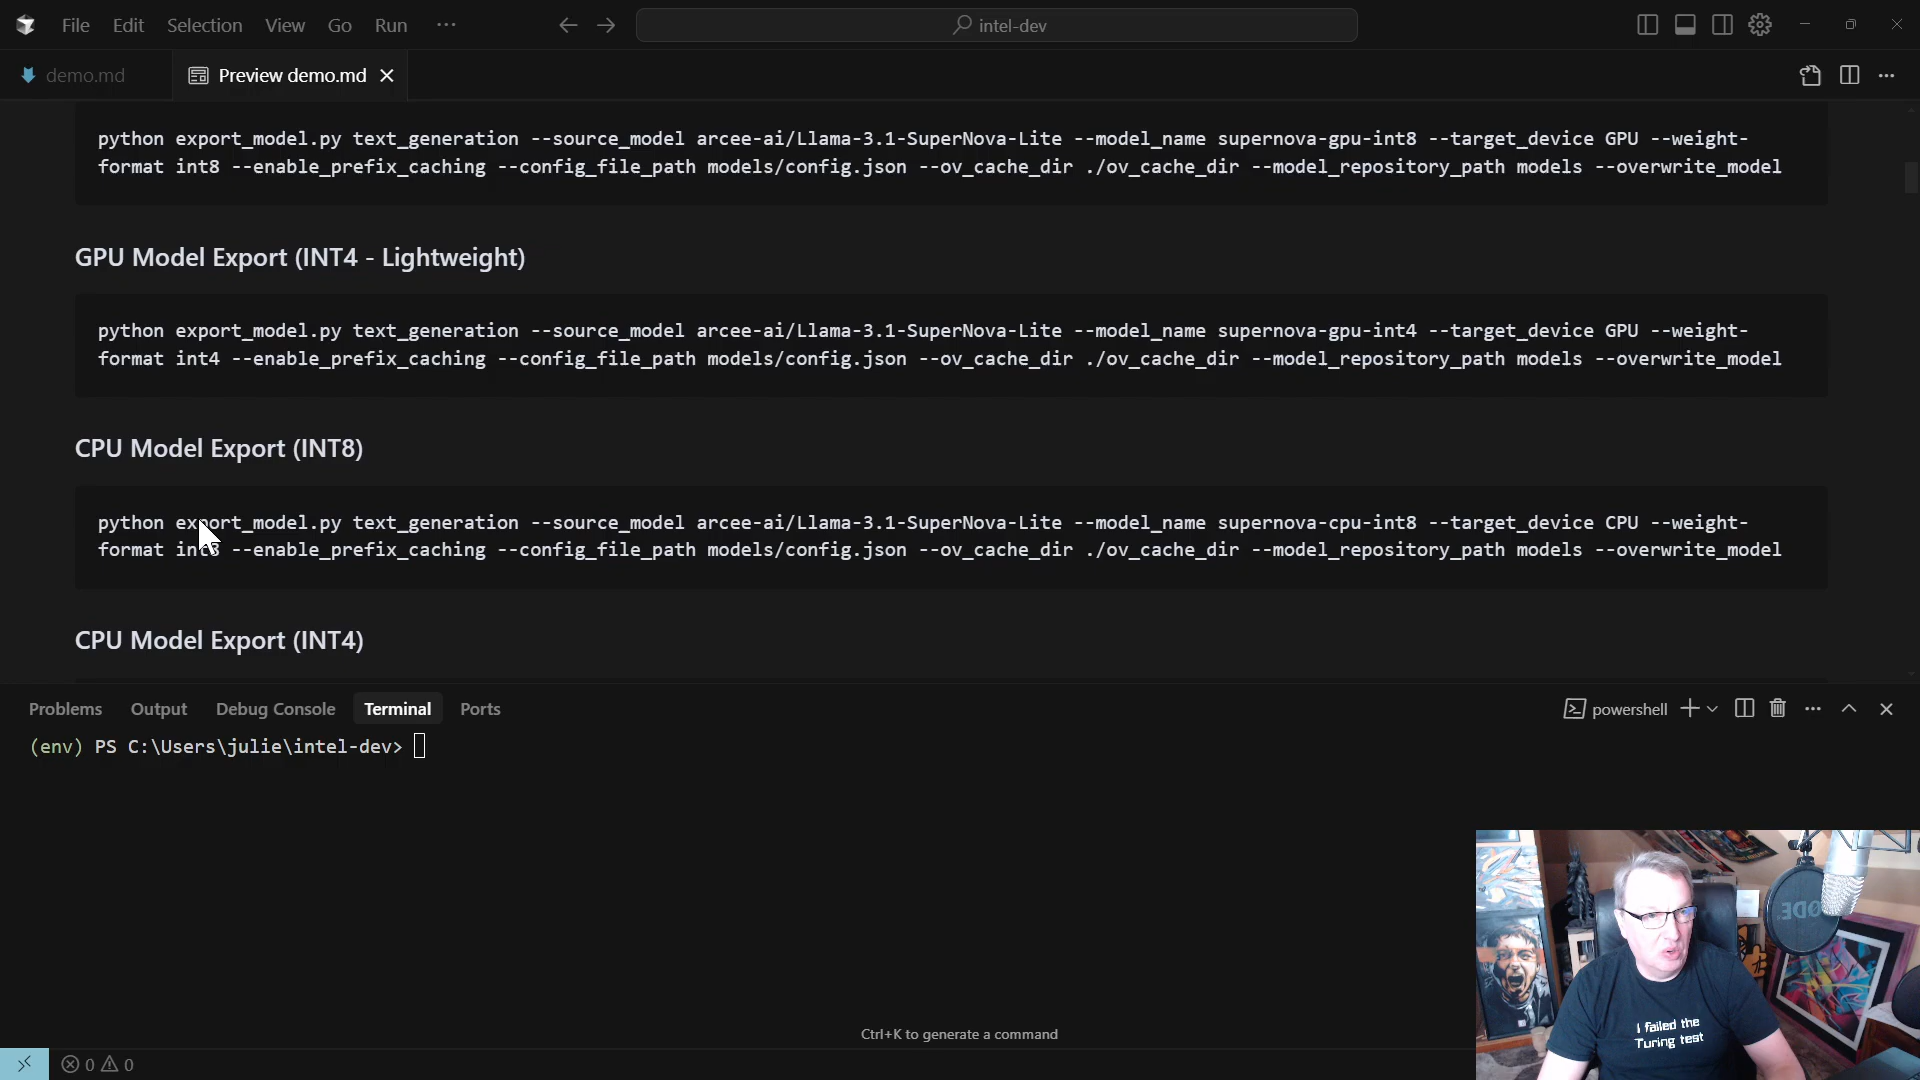 File Edit Selection View Go Run ···
intel-dev
demo.md
Preview demo.md
python export_model.py text_generation --source_model arcee-ai/Llama-3.1-SuperNova-Lite --model_name supernova-gpu-int8 --target_device GPU --weight-
format int8 --enable_prefix_caching --config_file_path models/config.json --ov_cache_dir ./ov_cache_dir --model_repository_path models --overwrite_model
GPU Model Export (INT4 - Lightweight)
python export_model.py text_generation --source_model arcee-ai/Llama-3.1-SuperNova-Lite --model_name supernova-gpu-int4 --target_device GPU --weight-
format int4 --enable_prefix_caching --config_file_path models/config.json --ov_cache_dir ./ov_cache_dir --model_repository_path models --overwrite_model
CPU Model Export (INT8)
python export_model.py text_generation --source_model arcee-ai/Llama-3.1-SuperNova-Lite --model_name supernova-cpu-int8 --target_device CPU --weight-
format int8 --enable_prefix_caching --config_file_path models/config.json --ov_cache_dir ./ov_cache_dir --model_repository_path models --overwrite_model
CPU Model Export (INT4)
Problems Output Debug Console Terminal Ports
powershell
(env) PS C:\Users\julie\intel-dev>
Ctrl+K to generate a command
0 0
I failed the
Turing test